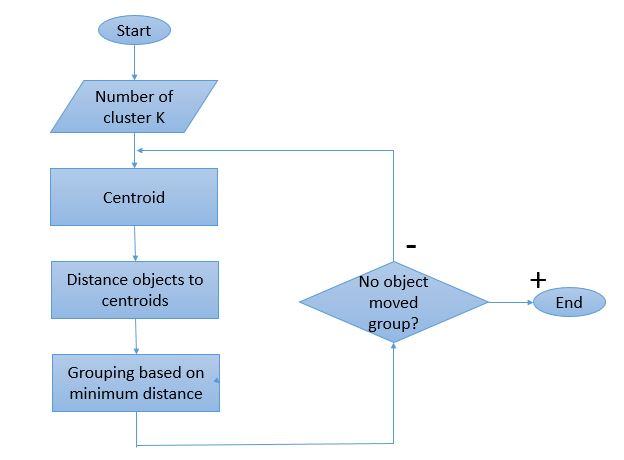 Start
Number of
cluster K
Centroid
Distance objects to
centroids
Grouping based on
minimum distance
-
No object
moved
group?
+
End